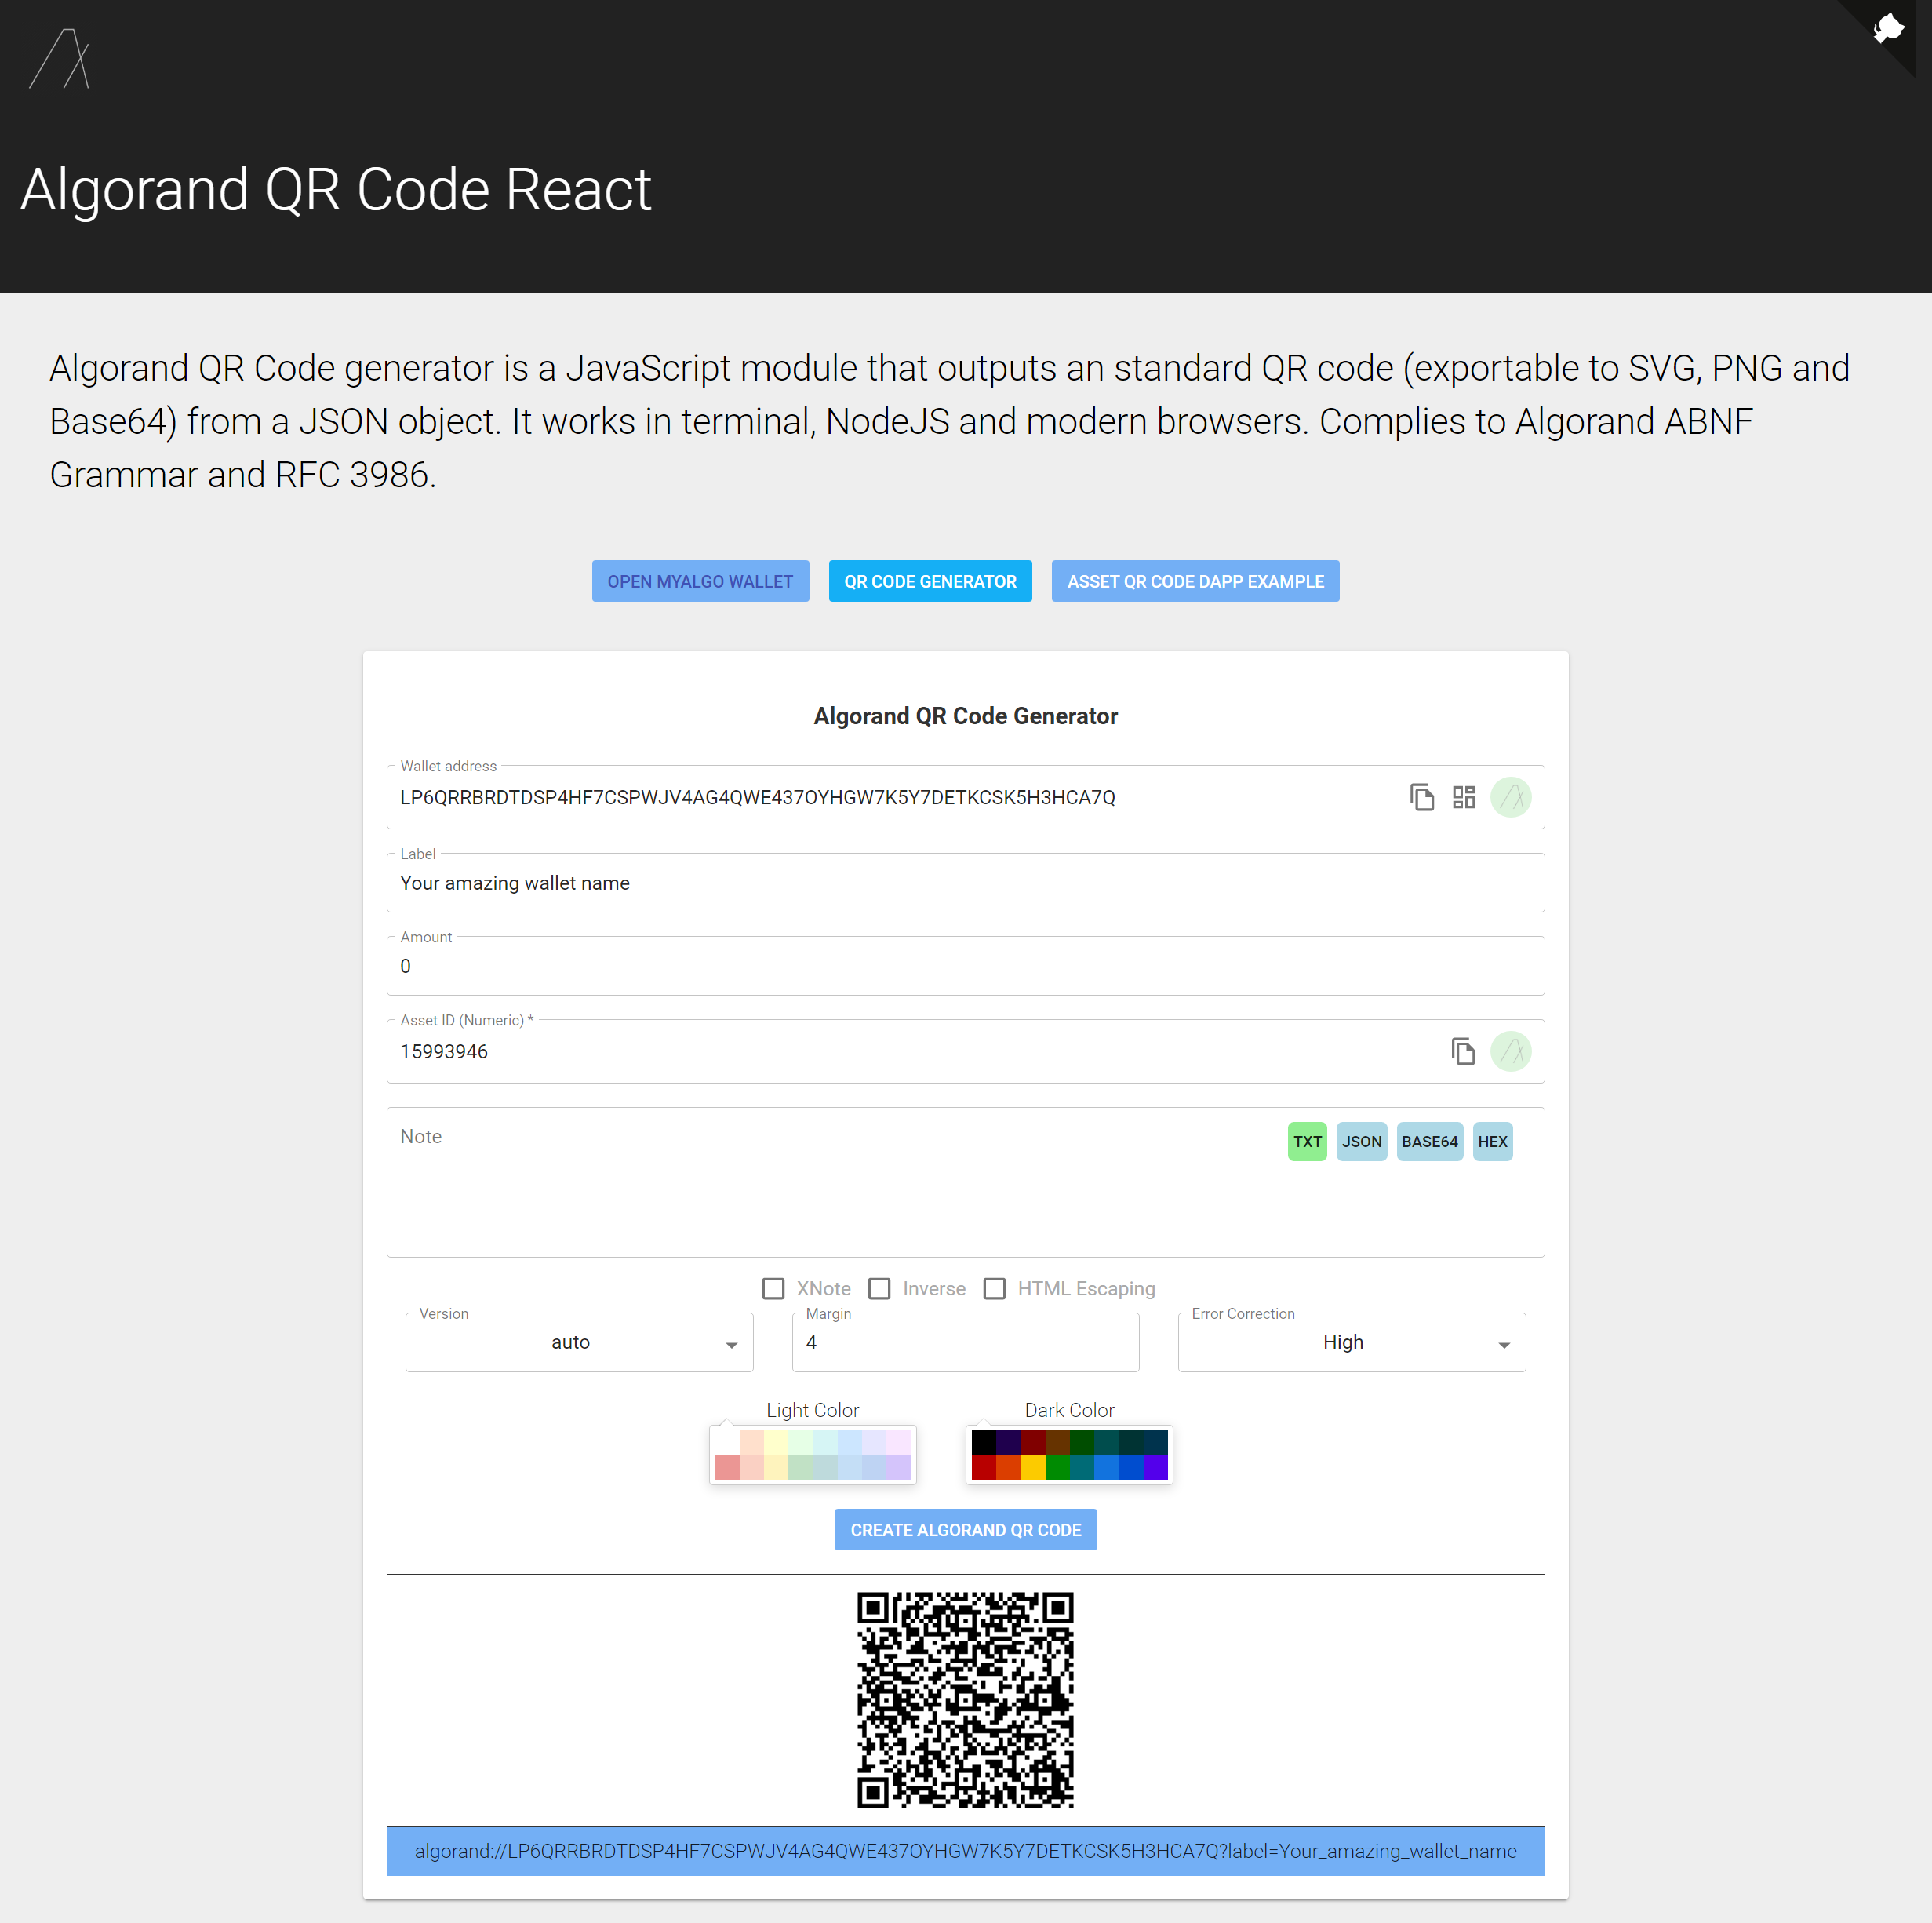 Algorand QR Code React
Algorand QR Code generator is a JavaScript module that outputs an standard QR code (exportable to SVG, PNG and
Base64) from a JSON object. It works in terminal, NodeJS and modern browsers. Complies to Algorand ABNF
Grammar and RFC 3986.
OPEN MYALGO WALLET QR CODE GENERATOR ASSET QR CODE DAPP EXAMPLE
Algorand QR Code Generator
Wallet address
LP6QRRBRDTDSP4HF7CSPWJV4AG4QWE437OYHGW7K5Y7DETKCSK5H3HCA7Q
Label
Your amazing wallet name
Amount
0
Asset ID (Numeric) *
15993946
Note TXT JSON BASE64 HEX
XNote Inverse HTML Escaping
Version Margin Error Correction
auto 4 High
Light Color Dark Color
CREATE ALGORAND QR CODE
algorand://LP6QRRBRDTDSP4HF7CSPWJV4AG4QWE437OYHGW7K5Y7DETKCSK5H3HCA7Q?label=Your_amazing_wallet_name